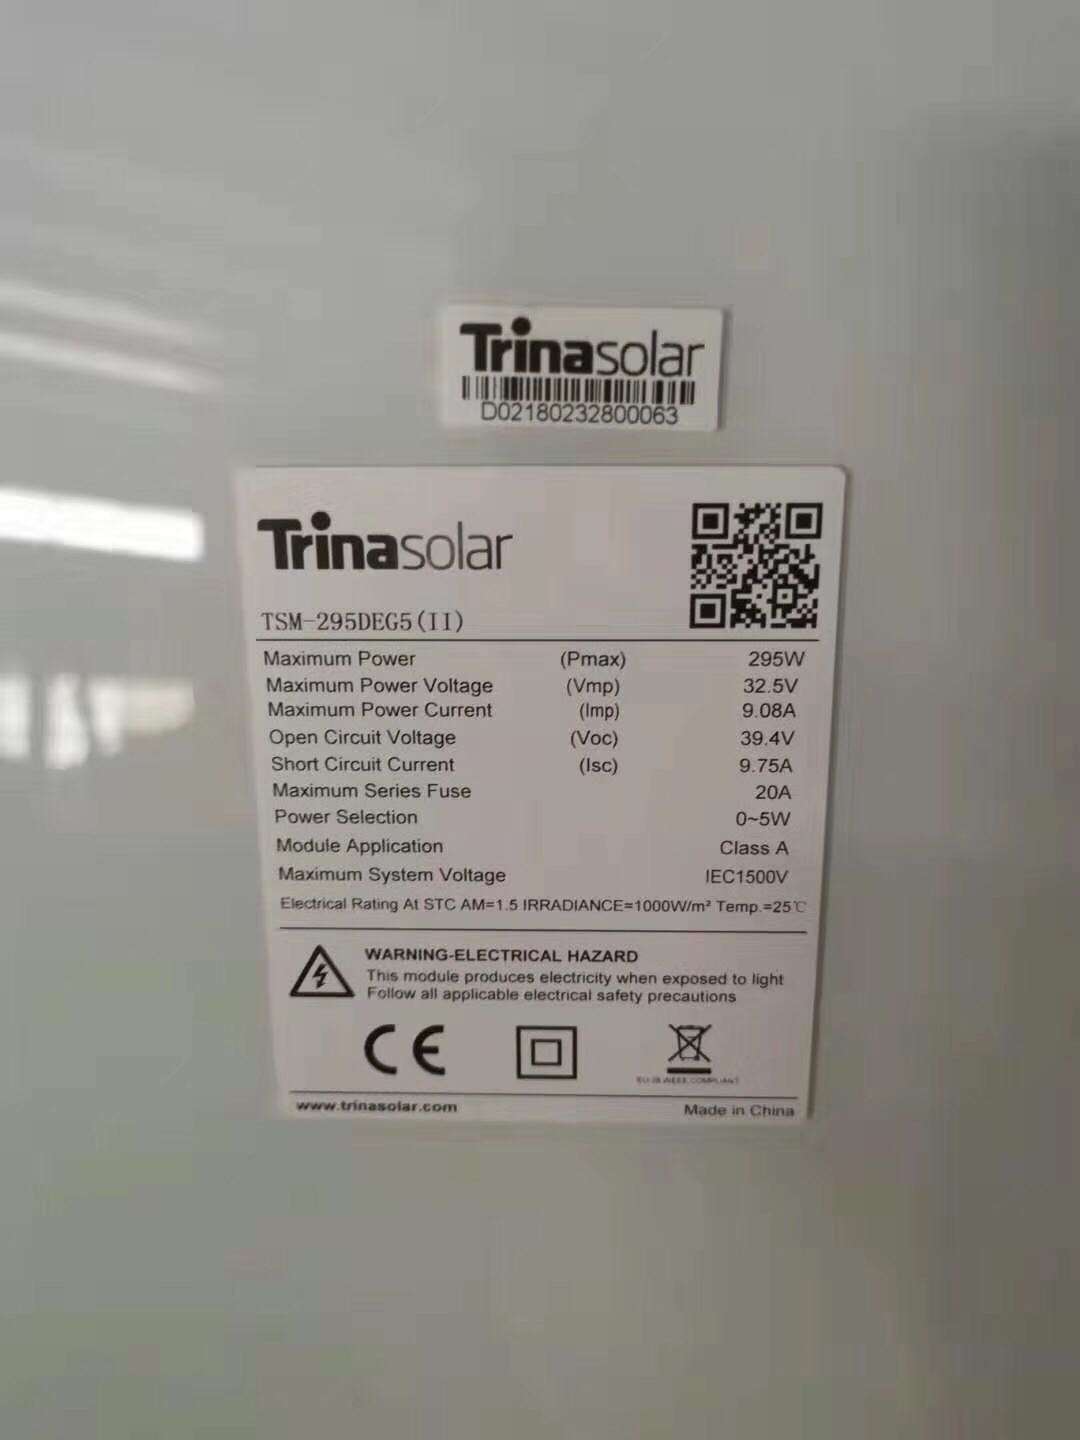 Trinasolar
D02180232800063
Trinasolar
TSM-295DEG5(II)
Maximum Power (Pmax) 295W
Maximum Power Voltage (Vmp) 32.5V
Maximum Power Current (Imp) 9.08A
Open Circuit Voltage (Voc) 39.4V
Short Circuit Current (Isc) 9.75A
Maximum Series Fuse 20A
Power Selection 0~5W
Module Application Class A
Maximum System Voltage IEC1500V
Electrical Rating At STC AM=1.5 IRRADIANCE=1000W/m² Temp.=25℃
WARNING-ELECTRICAL HAZARD
This module produces electricity when exposed to light
Follow all applicable electrical safety precautions
CE
WEEE COMPLIANT
www.trinasolar.com Made in China